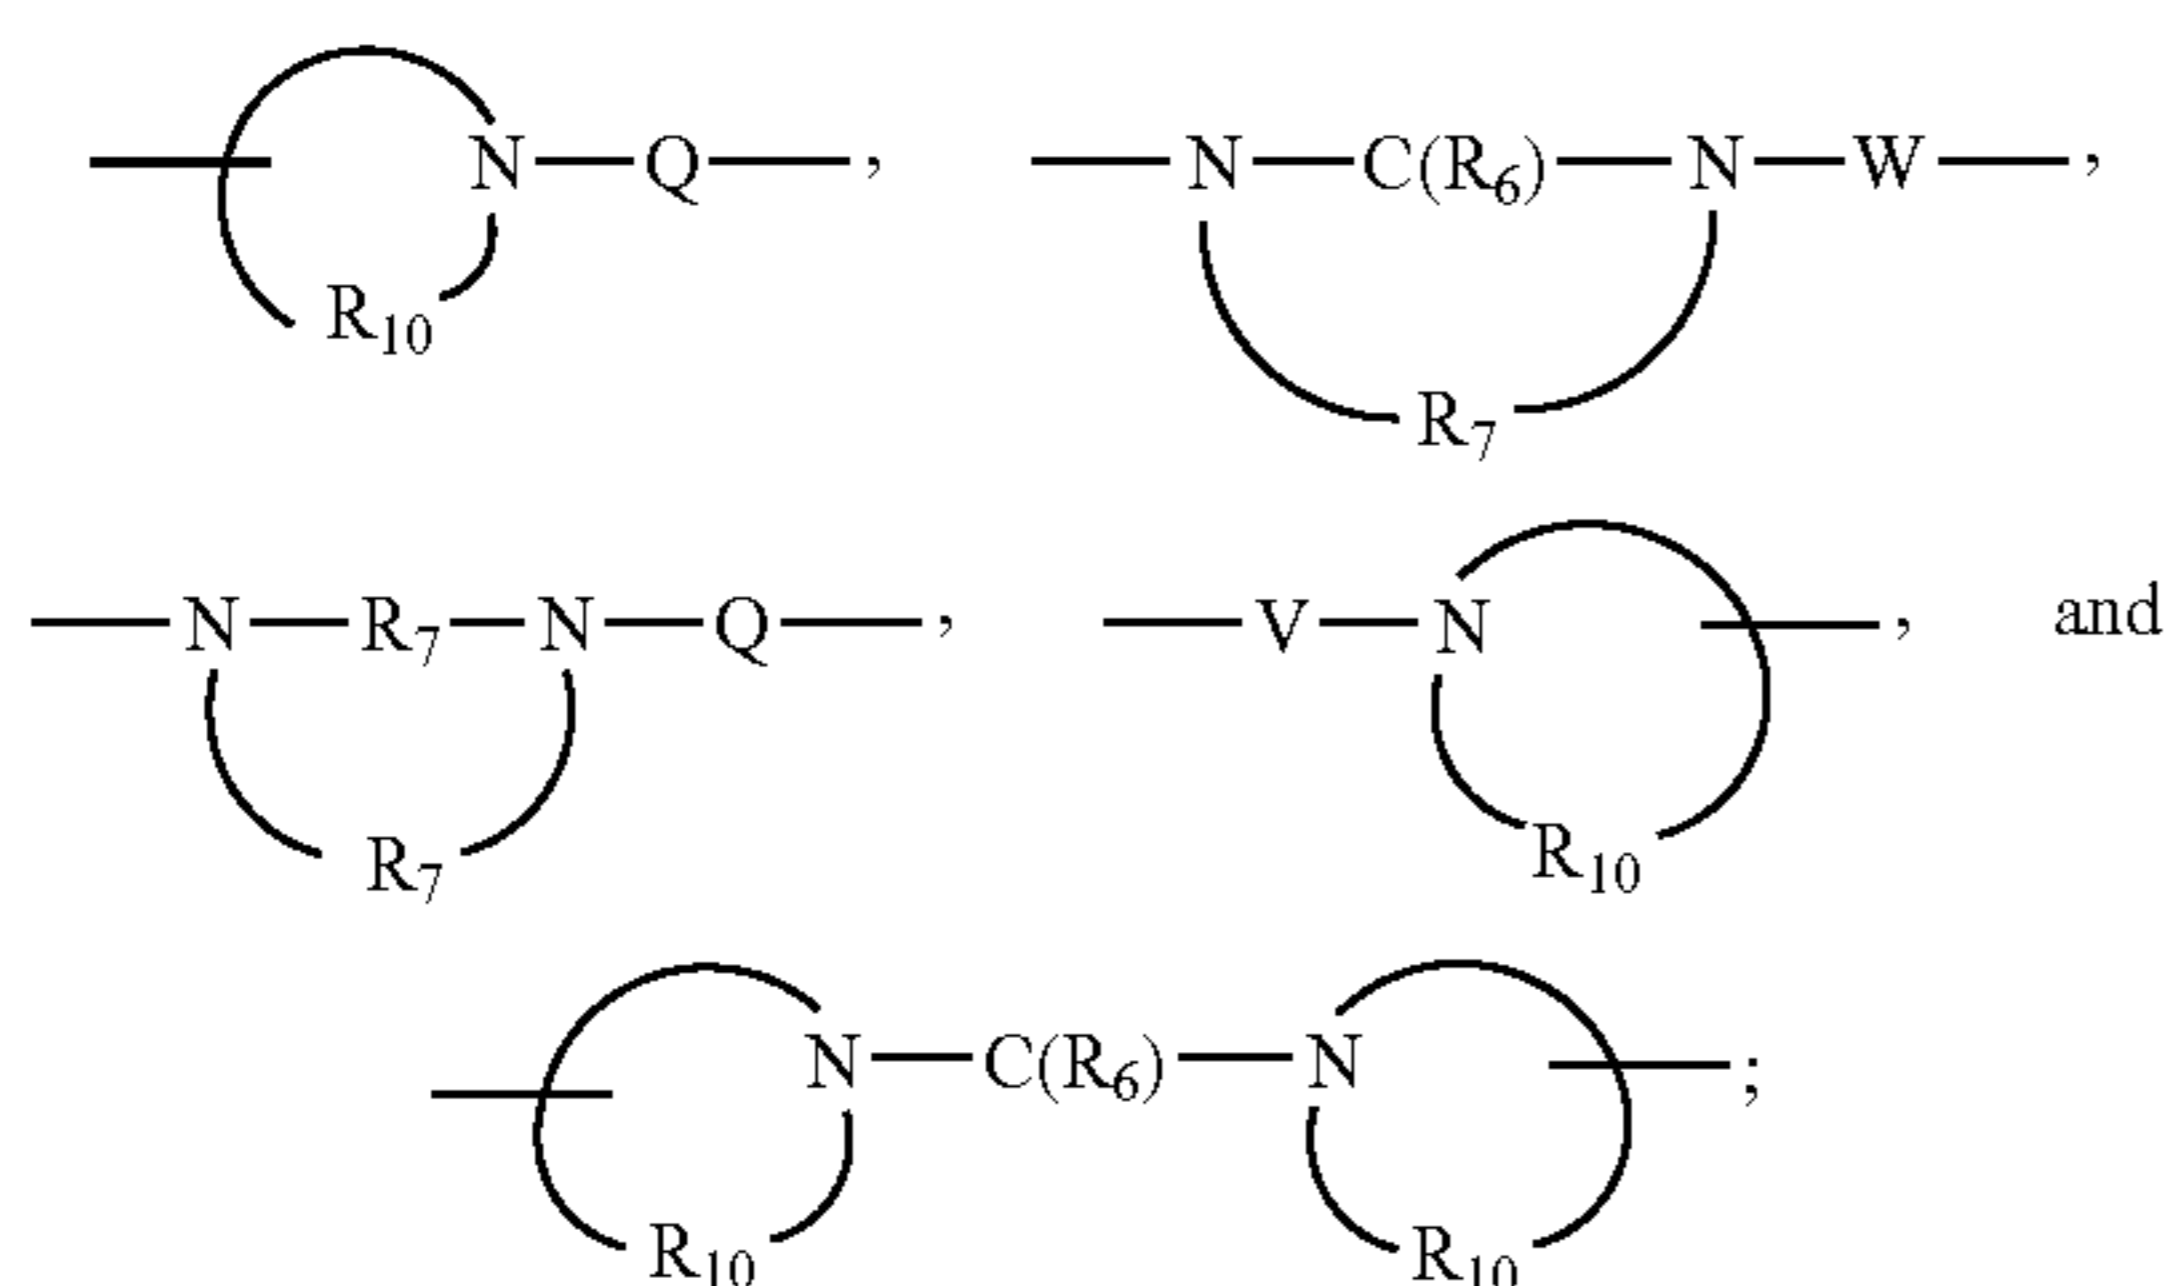 N—Q—, —N—C(R6)—N—W—,
R10
R7
—N—R7—N—Q—, —V—N —, and
R7 R10
N—C(R6)—N —;
R10 R10